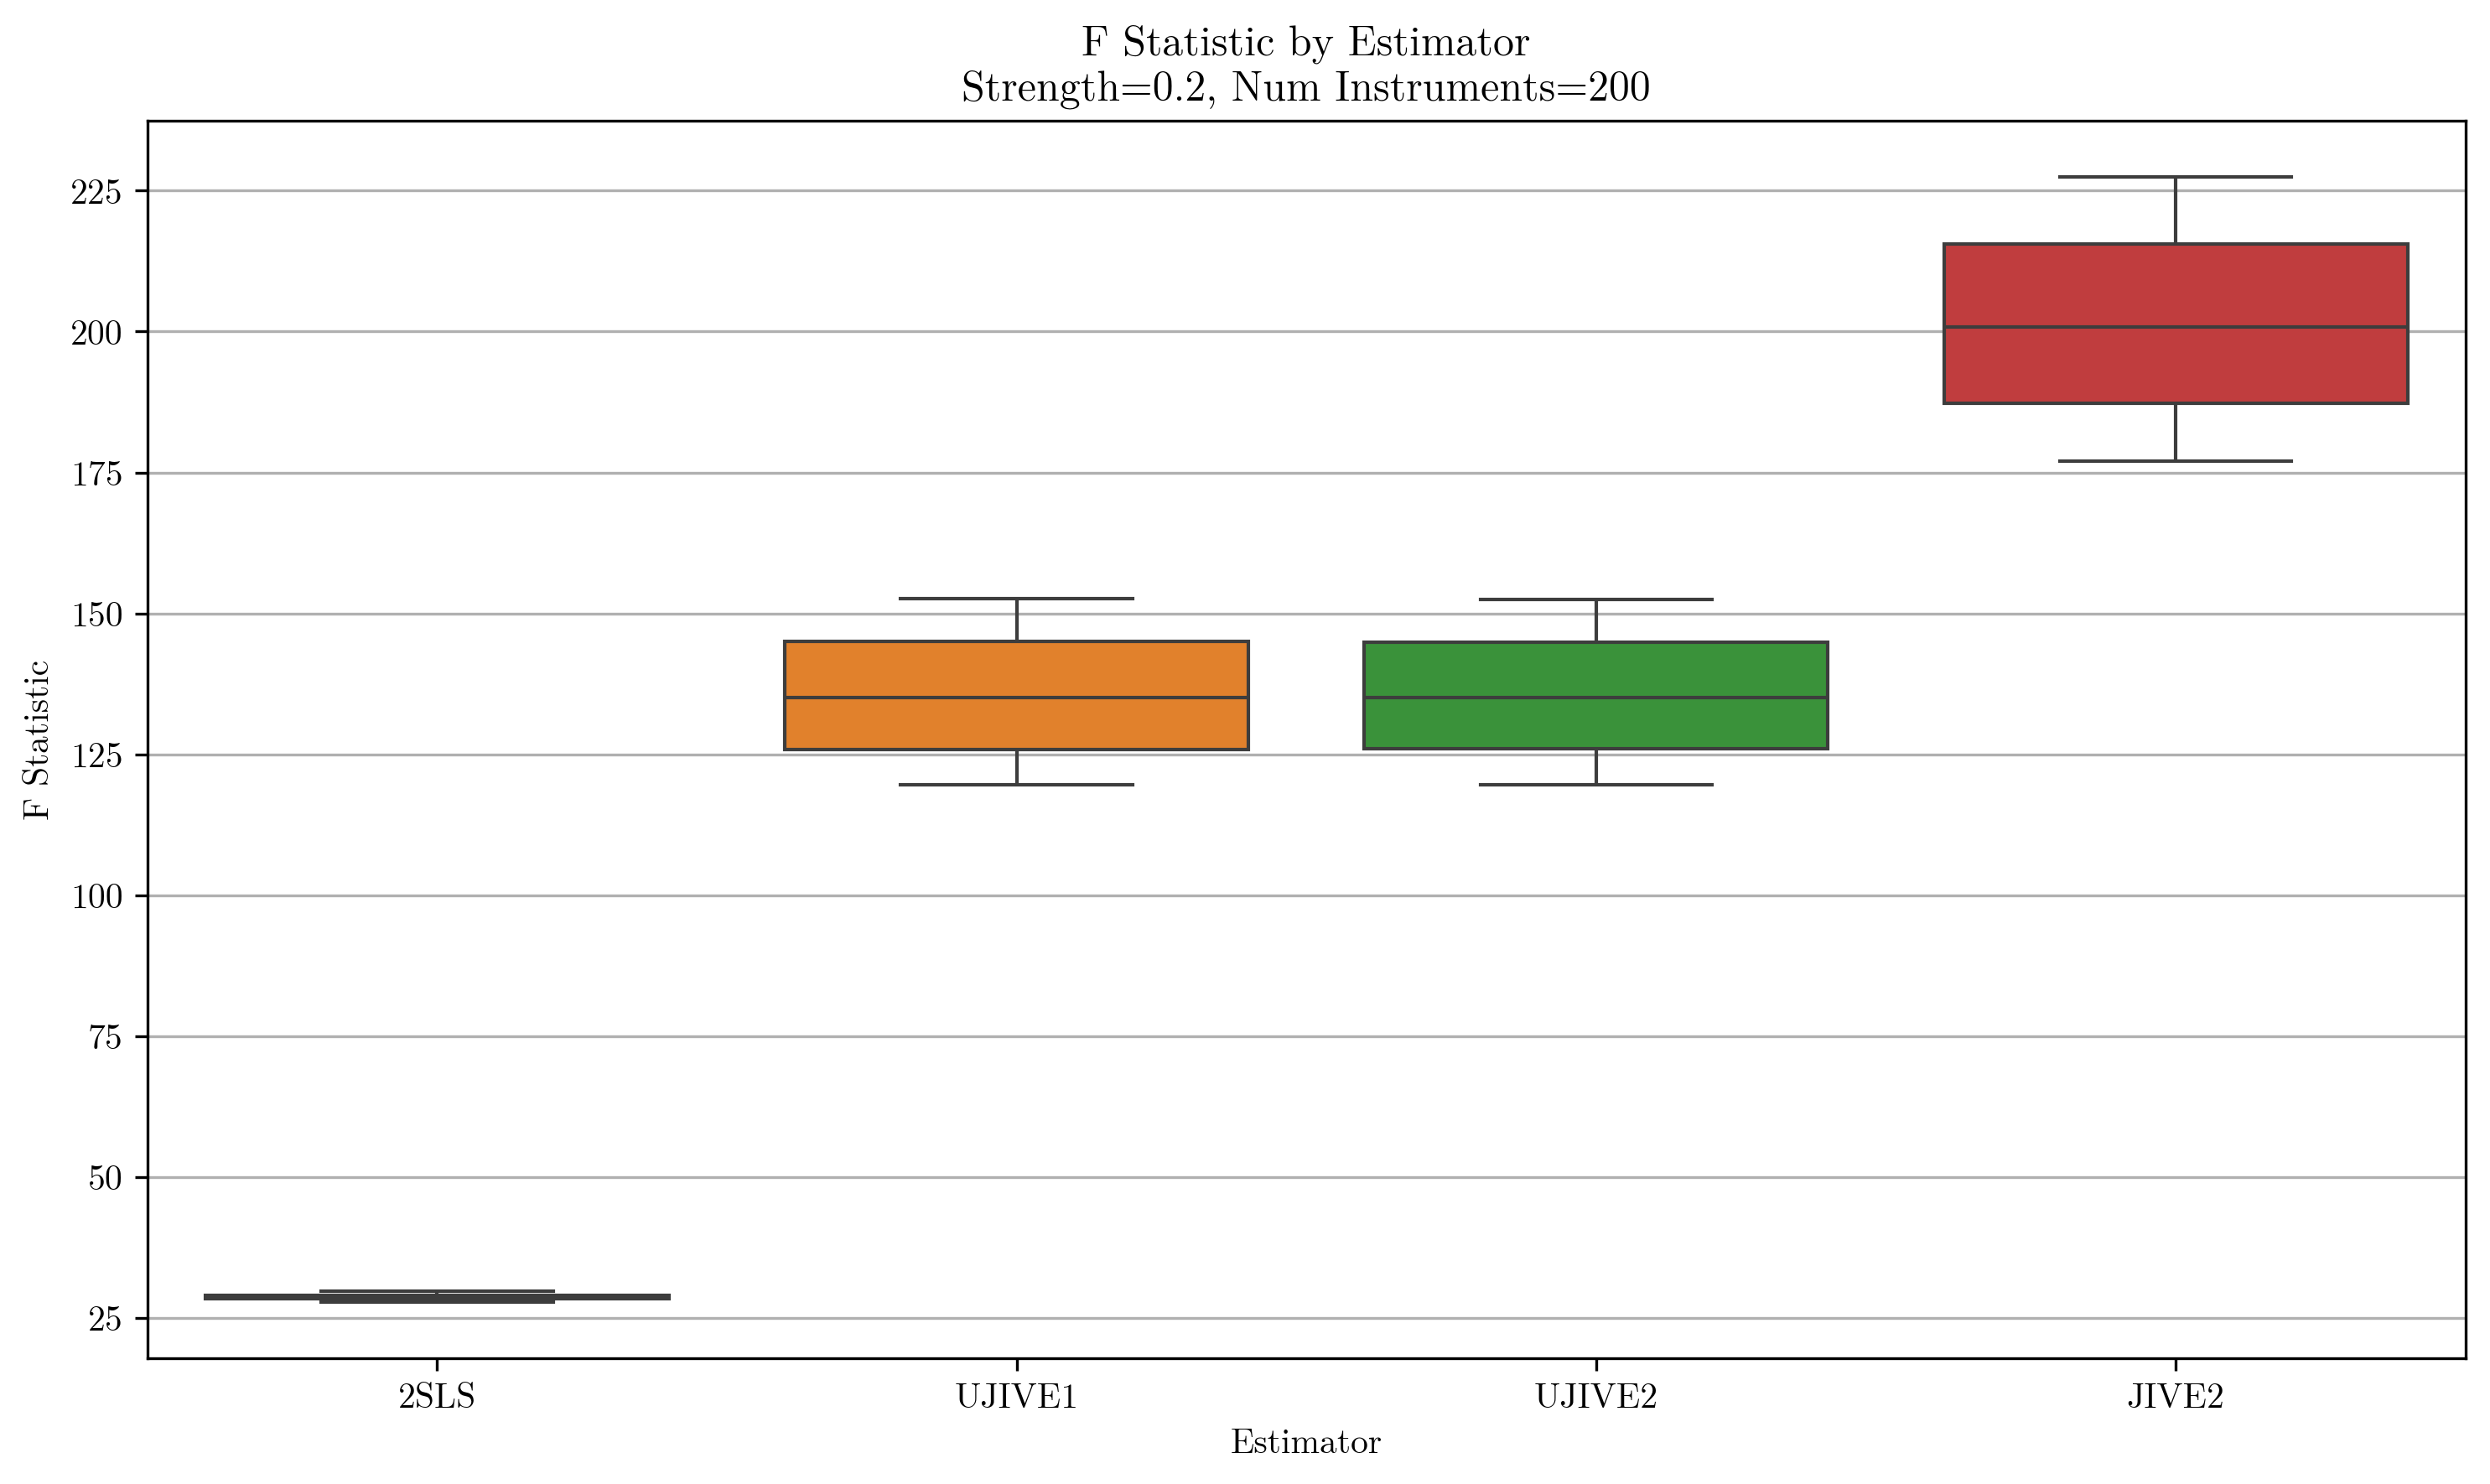 F Statistic by Estimator
Strength=0.2, Num Instruments=200
225
200
175
150
125
100
75
50
25
F Statistic
2SLS
UJIVE1
UJIVE2
JIVE2
Estimator